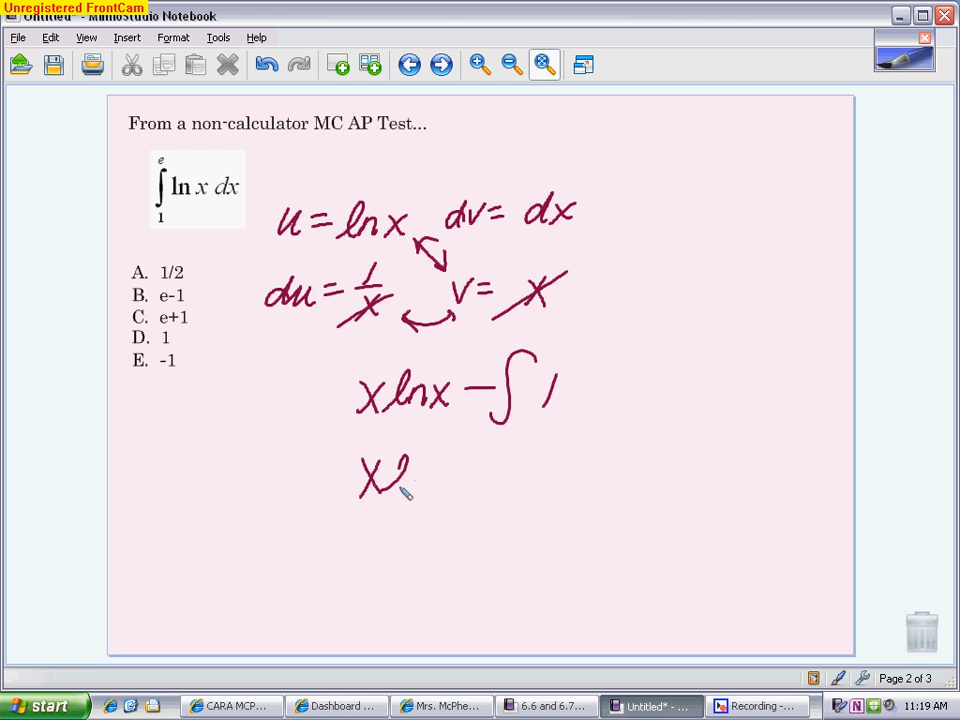 Unregistered FrontCam
Untitled* - MimioStudio Notebook
File Edit View Insert Format Tools Help
From a non-calculator MC AP Test...
∫₁ᵉ ln x dx
u = ln x dv = dx
A. 1/2
B. e-1
C. e+1
D. 1
E. -1
du = 1/x v = x
x ln x - ∫ 1
x
Page 2 of 3
start
CARA MCP...
Dashboard ...
Mrs. McPhe...
6.6 and 6.7...
Untitled* - ...
Recording -...
11:19 AM